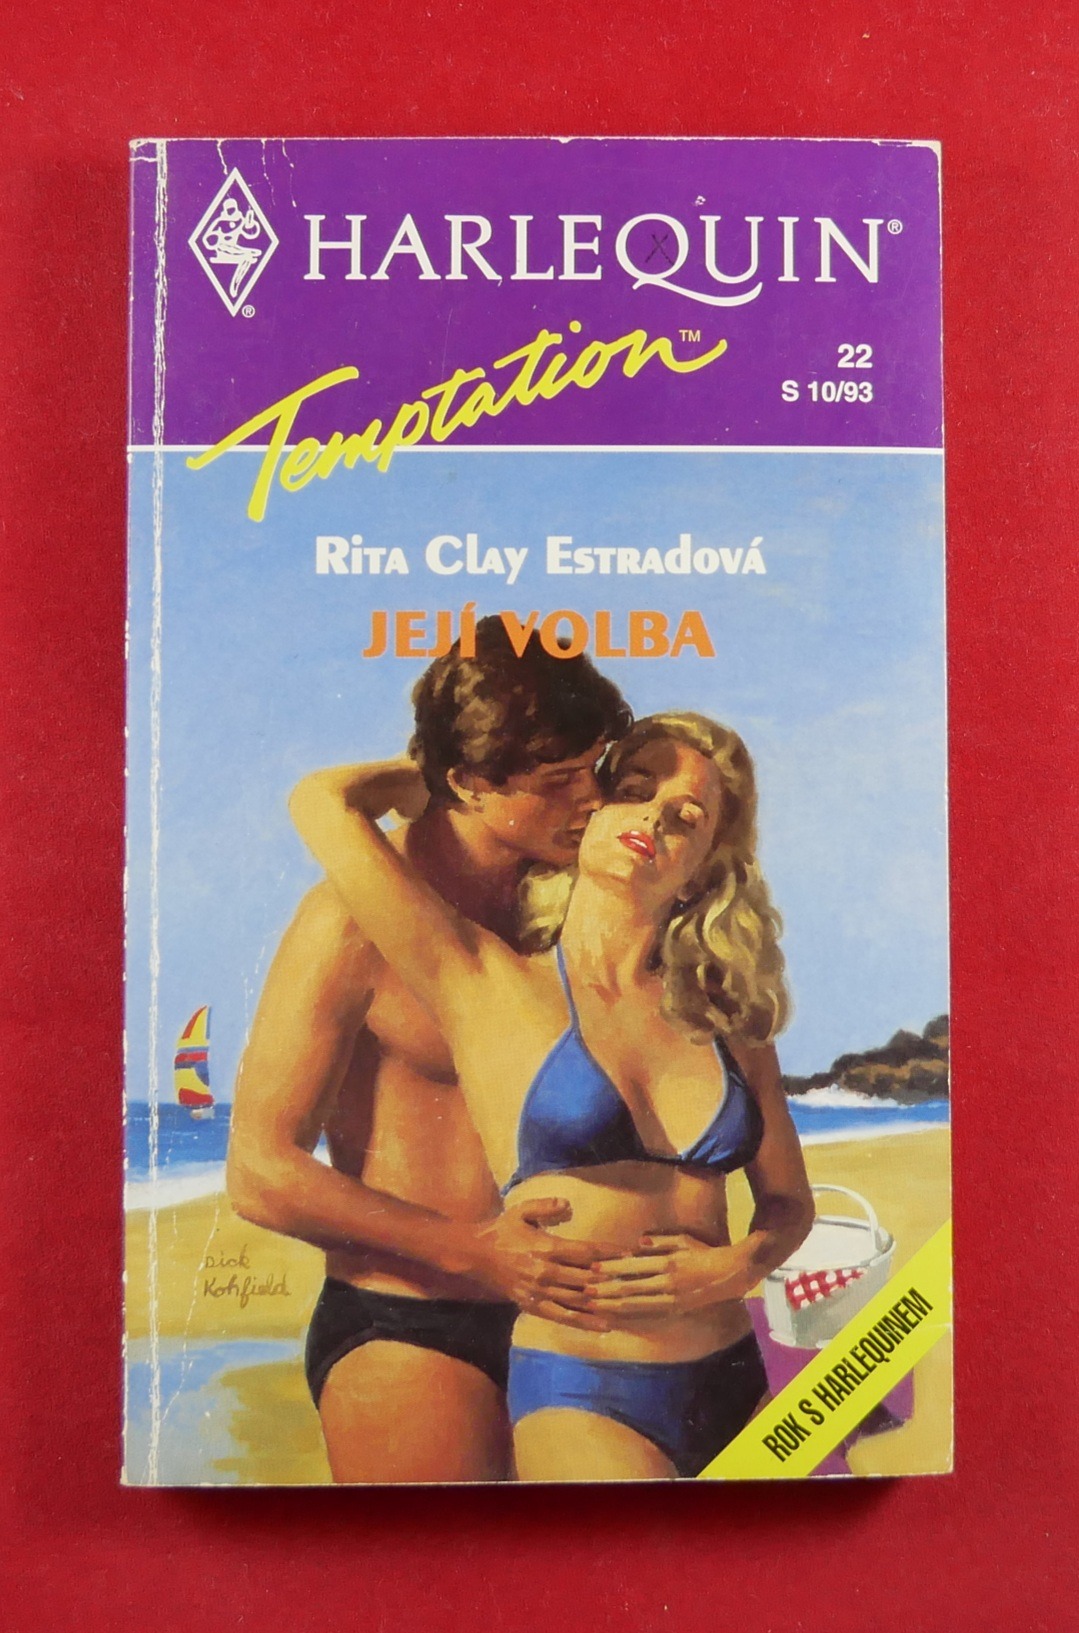 HARLEQUIN®
®
Temptation™
22
S 10/93
Rita Clay Estradová
JEJÍ VOLBA
Dick
Kohfield
ROK S HARLEQUINEM